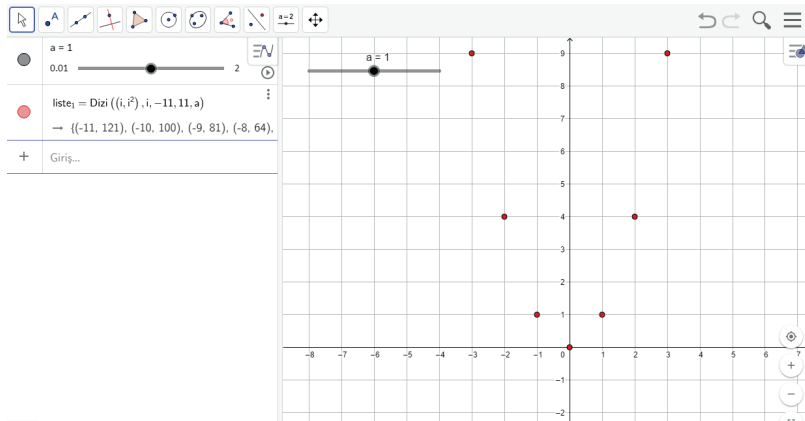 A
a=2
a = 1
0.01
2
liste₁ = Dizi ((i, i²) , i, −11, 11, a)
→ {(-11, 121), (-10, 100), (-9, 81), (-8, 64),
+ Giriş...
a = 1
9
8
7
6
5
4
3
2
1
−8 −7 −6 −5 −4 −3 −2 −1 0 1 2 3 4 5 6 7
−1
−2